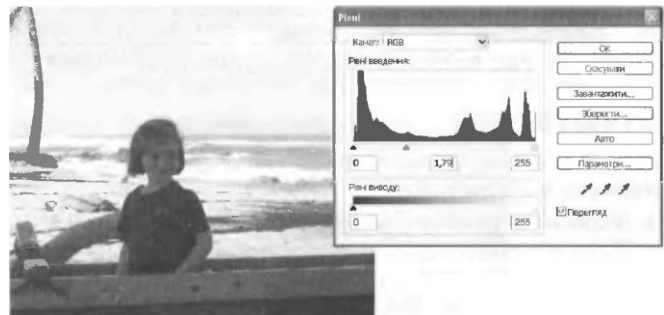 Рівні
Канал: RGB
Рівні введення:
0 1,79 255
Рівні виводу:
0 255
ОК
Скасувати
Завантажити...
Зберегти...
Авто
Параметри...
Перегляд